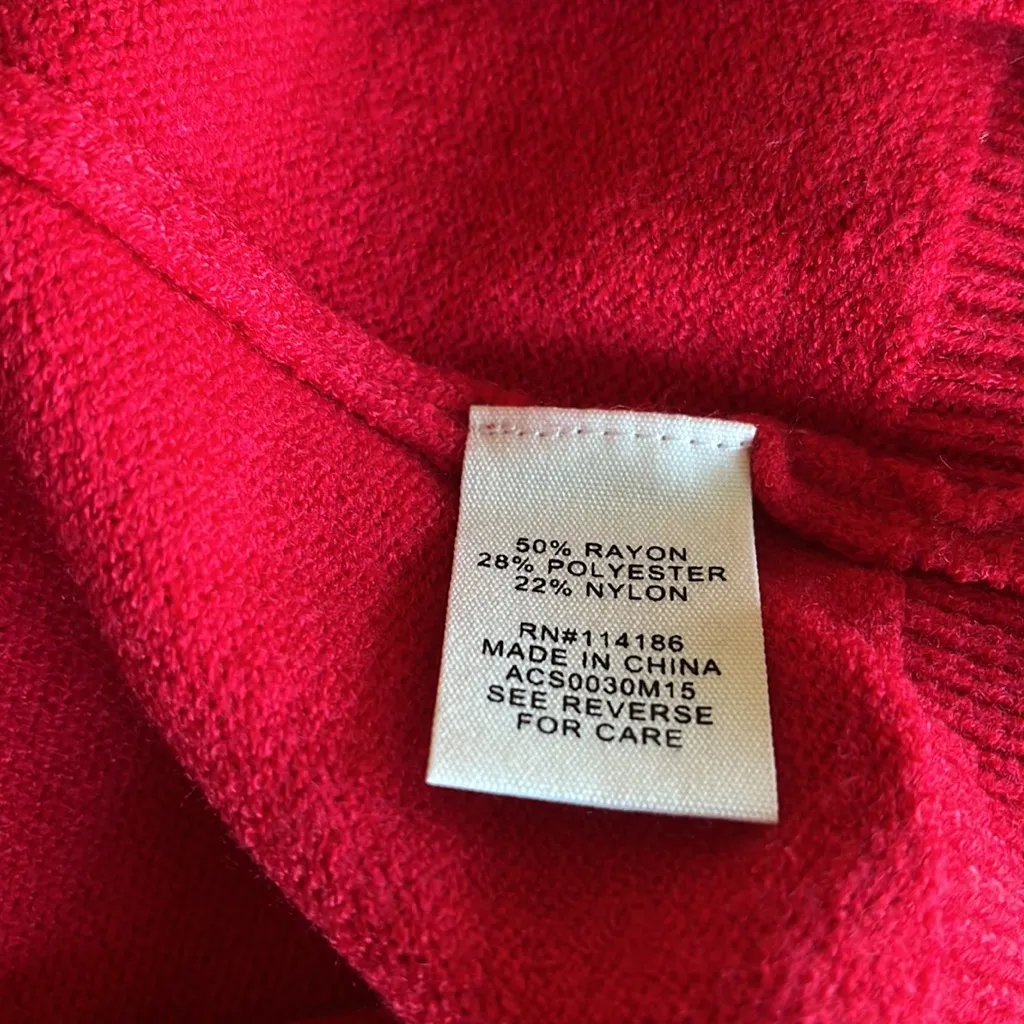 50% RAYON
28% POLYESTER
22% NYLON
RN#114186
MADE IN CHINA
ACS0030M15
SEE REVERSE
FOR CARE